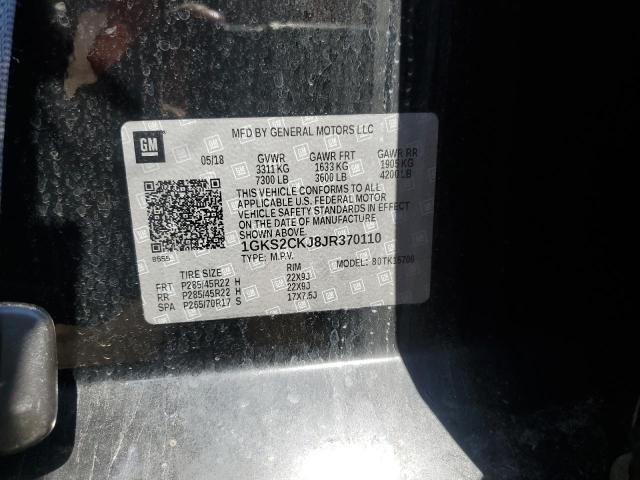 GM
MFD BY GENERAL MOTORS LLC
05/18 GVWR GAWR FRT GAWR RR
3311 KG 1633 KG 1905 KG
7300 LB 3600 LB 4200 LB
THIS VEHICLE CONFORMS TO ALL
APPLICABLE U.S. FEDERAL MOTOR
VEHICLE SAFETY STANDARDS IN EFFECT
ON THE DATE OF MANUFACTURE
SHOWN ABOVE.
8555
1GKS2CKJ8JR370110
TYPE: M.P.V. MODEL: 80TK15706
TIRE SIZE RIM
FRT P285/45R22 H 22X9J
RR P285/45R22 H 22X9J
SPA P265/70R17 S 17X7.5J